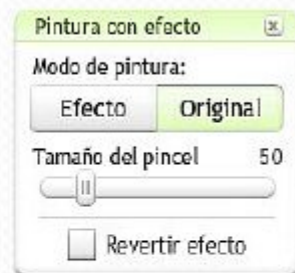 Pintura con efecto
Modo de pintura:
Efecto Original
Tamaño del pincel 50
Revertir efecto